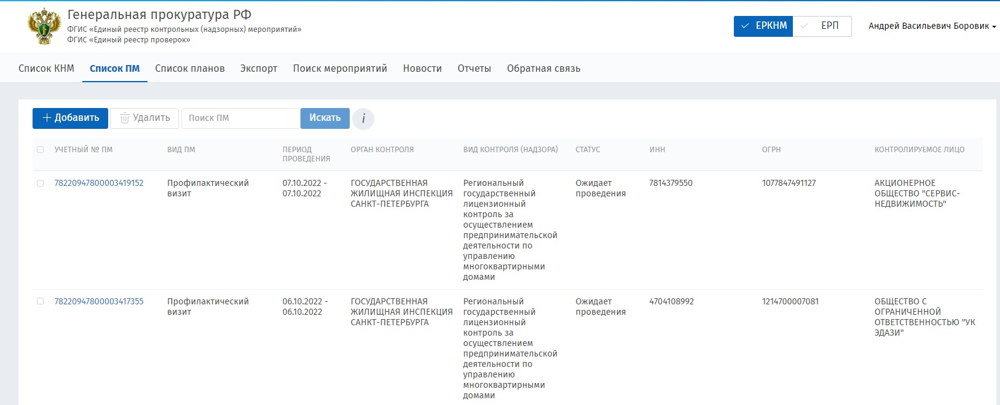 Генеральная прокуратура РФ
ФГИС «Единый реестр контрольных (надзорных) мероприятий»
ФГИС «Единый реестр проверок»
ЕРКНМ
ЕРП
Андрей Васильевич Боровик
Список КНМ
Список ПМ
Список планов
Экспорт
Поиск мероприятий
Новости
Отчеты
Обратная связь
Добавить
Удалить
Поиск ПМ
Искать
i
УЧЕТНЫЙ № ПМ
ВИД ПМ
ПЕРИОД
ПРОВЕДЕНИЯ
ОРГАН КОНТРОЛЯ
ВИД КОНТРОЛЯ (НАДЗОРА)
СТАТУС
ИНН
ОГРН
КОНТРОЛИРУЕМОЕ ЛИЦО
78220947800003419152
Профилактический
визит
07.10.2022 -
07.10.2022
ГОСУДАРСТВЕННАЯ
ЖИЛИЩНАЯ ИНСПЕКЦИЯ
САНКТ-ПЕТЕРБУРГА
Региональный
государственный
лицензионный
контроль за
осуществлением
предпринимательской
деятельности по
управлению
многоквартирными
домами
Ожидает
проведения
7814379550
1077847491127
АКЦИОНЕРНОЕ
ОБЩЕСТВО "СЕРВИС-
НЕДВИЖИМОСТЬ"
78220947800003417355
Профилактический
визит
06.10.2022 -
06.10.2022
ГОСУДАРСТВЕННАЯ
ЖИЛИЩНАЯ ИНСПЕКЦИЯ
САНКТ-ПЕТЕРБУРГА
Региональный
государственный
лицензионный
контроль за
осуществлением
предпринимательской
деятельности по
управлению
многоквартирными
домами
Ожидает
проведения
4704108992
1214700007081
ОБЩЕСТВО С
ОГРАНИЧЕННОЙ
ОТВЕТСТВЕННОСТЬЮ "УК
ЭДАЗИ"